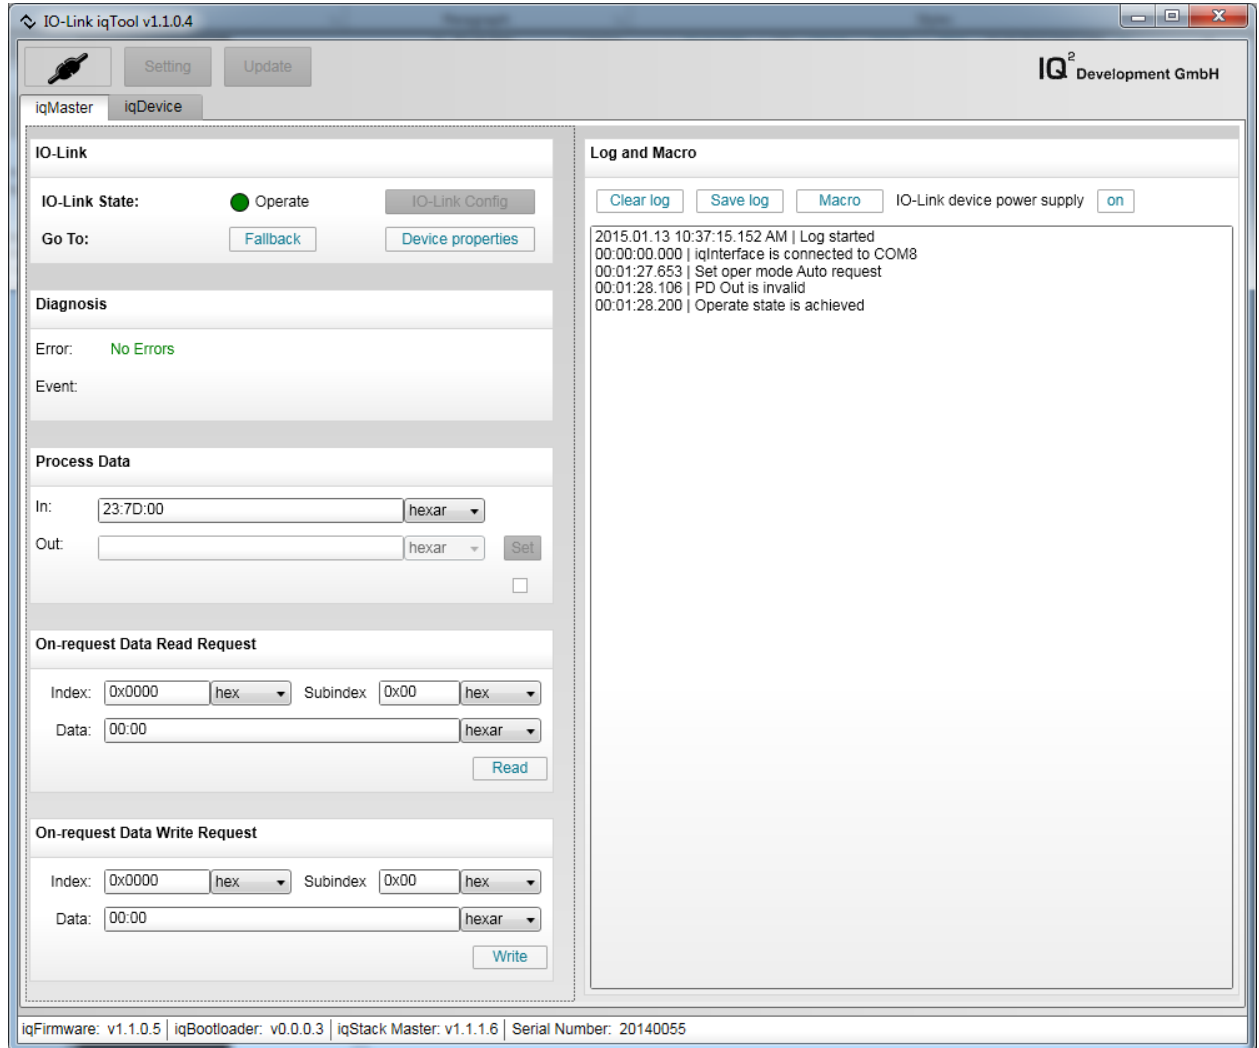 IO-Link iqTool v1.1.0.4
Setting Update
IQ2 Development GmbH
iqMaster iqDevice
IO-Link
IO-Link State: Operate IO-Link Config
Go To: Fallback Device properties
Diagnosis
Error: No Errors
Event:
Process Data
In: 23:7D:00 hexar
Out: hexar Set
On-request Data Read Request
Index: 0x0000 hex Subindex 0x00 hex
Data: 00:00 hexar
Read
On-request Data Write Request
Index: 0x0000 hex Subindex 0x00 hex
Data: 00:00 hexar
Write
Log and Macro
Clear log Save log Macro IO-Link device power supply on
2015.01.13 10:37:15.152 AM | Log started
00:00:00.000 | iqInterface is connected to COM8
00:01:27.653 | Set oper mode Auto request
00:01:28.106 | PD Out is invalid
00:01:28.200 | Operate state is achieved
iqFirmware: v1.1.0.5 | iqBootloader: v0.0.0.3 | iqStack Master: v1.1.1.6 | Serial Number: 20140055